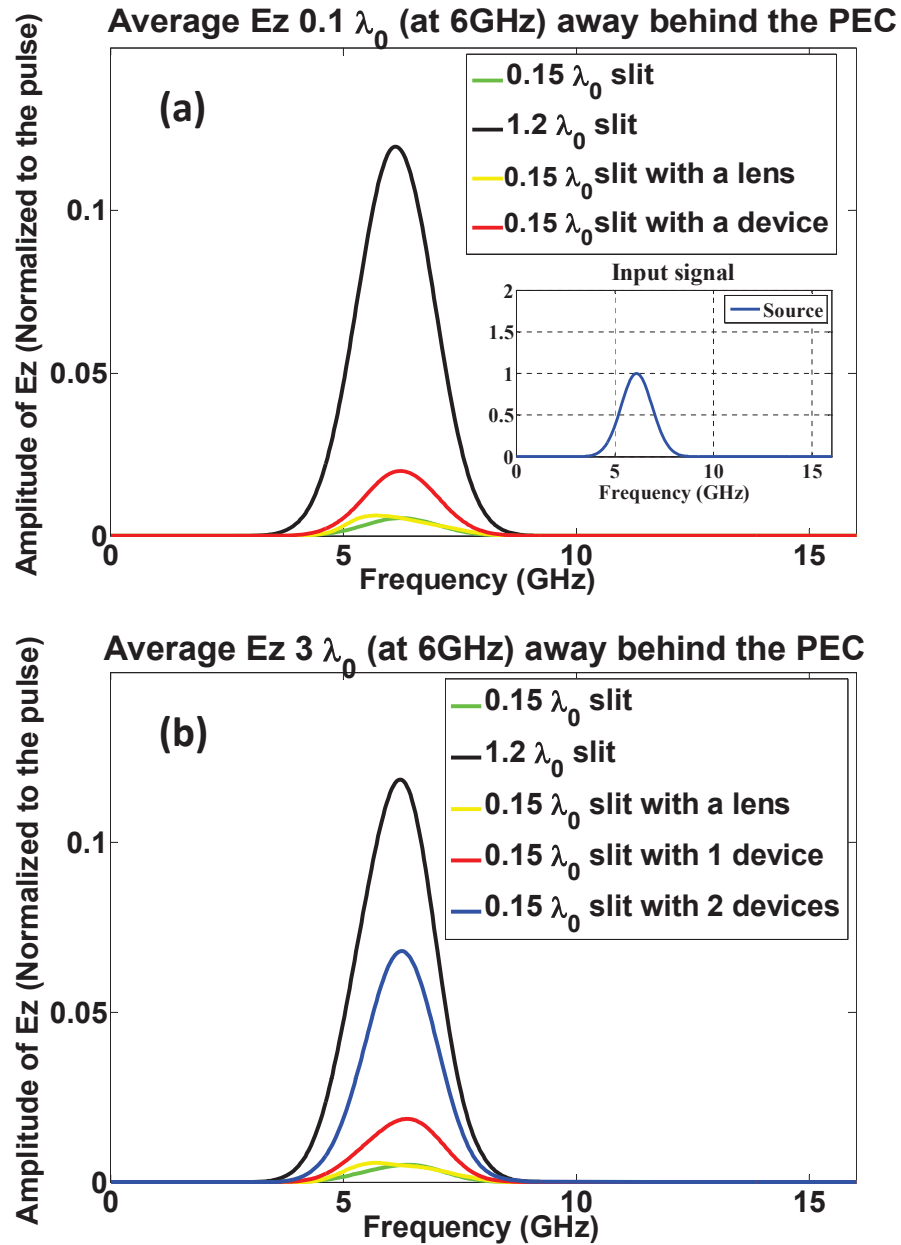 Average Ez 0.1 λ0 (at 6GHz) away behind the PEC
(a)
0.15 λ0 slit
1.2 λ0 slit
0.15 λ0 slit with a lens
0.15 λ0 slit with a device
Input signal
Source
2
1.5
1
0.5
0
0 5 10 15
Frequency (GHz)
Amplitude of Ez (Normalized to the pulse)
0.1
0.05
0
0 5 10 15
Frequency (GHz)
Average Ez 3 λ0 (at 6GHz) away behind the PEC
(b)
0.15 λ0 slit
1.2 λ0 slit
0.15 λ0 slit with a lens
0.15 λ0 slit with 1 device
0.15 λ0 slit with 2 devices
Amplitude of Ez (Normalized to the pulse)
0.1
0.05
0
0 5 10 15
Frequency (GHz)